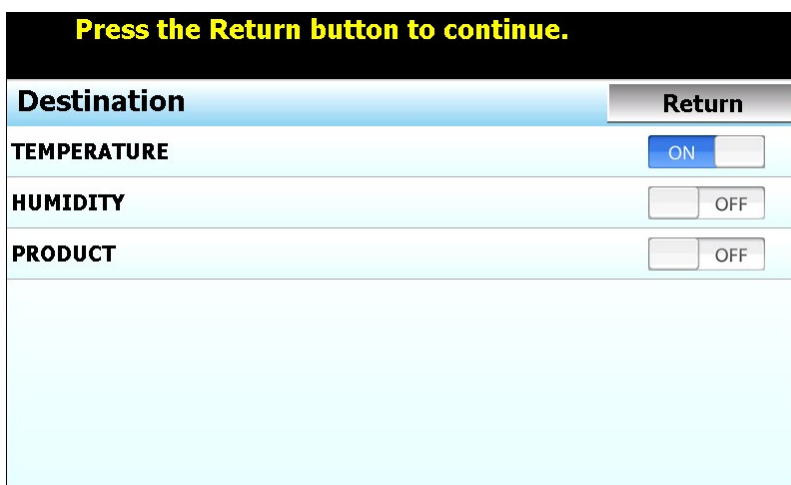 Press the Return button to continue.
Destination Return
TEMPERATURE ON
HUMIDITY OFF
PRODUCT OFF